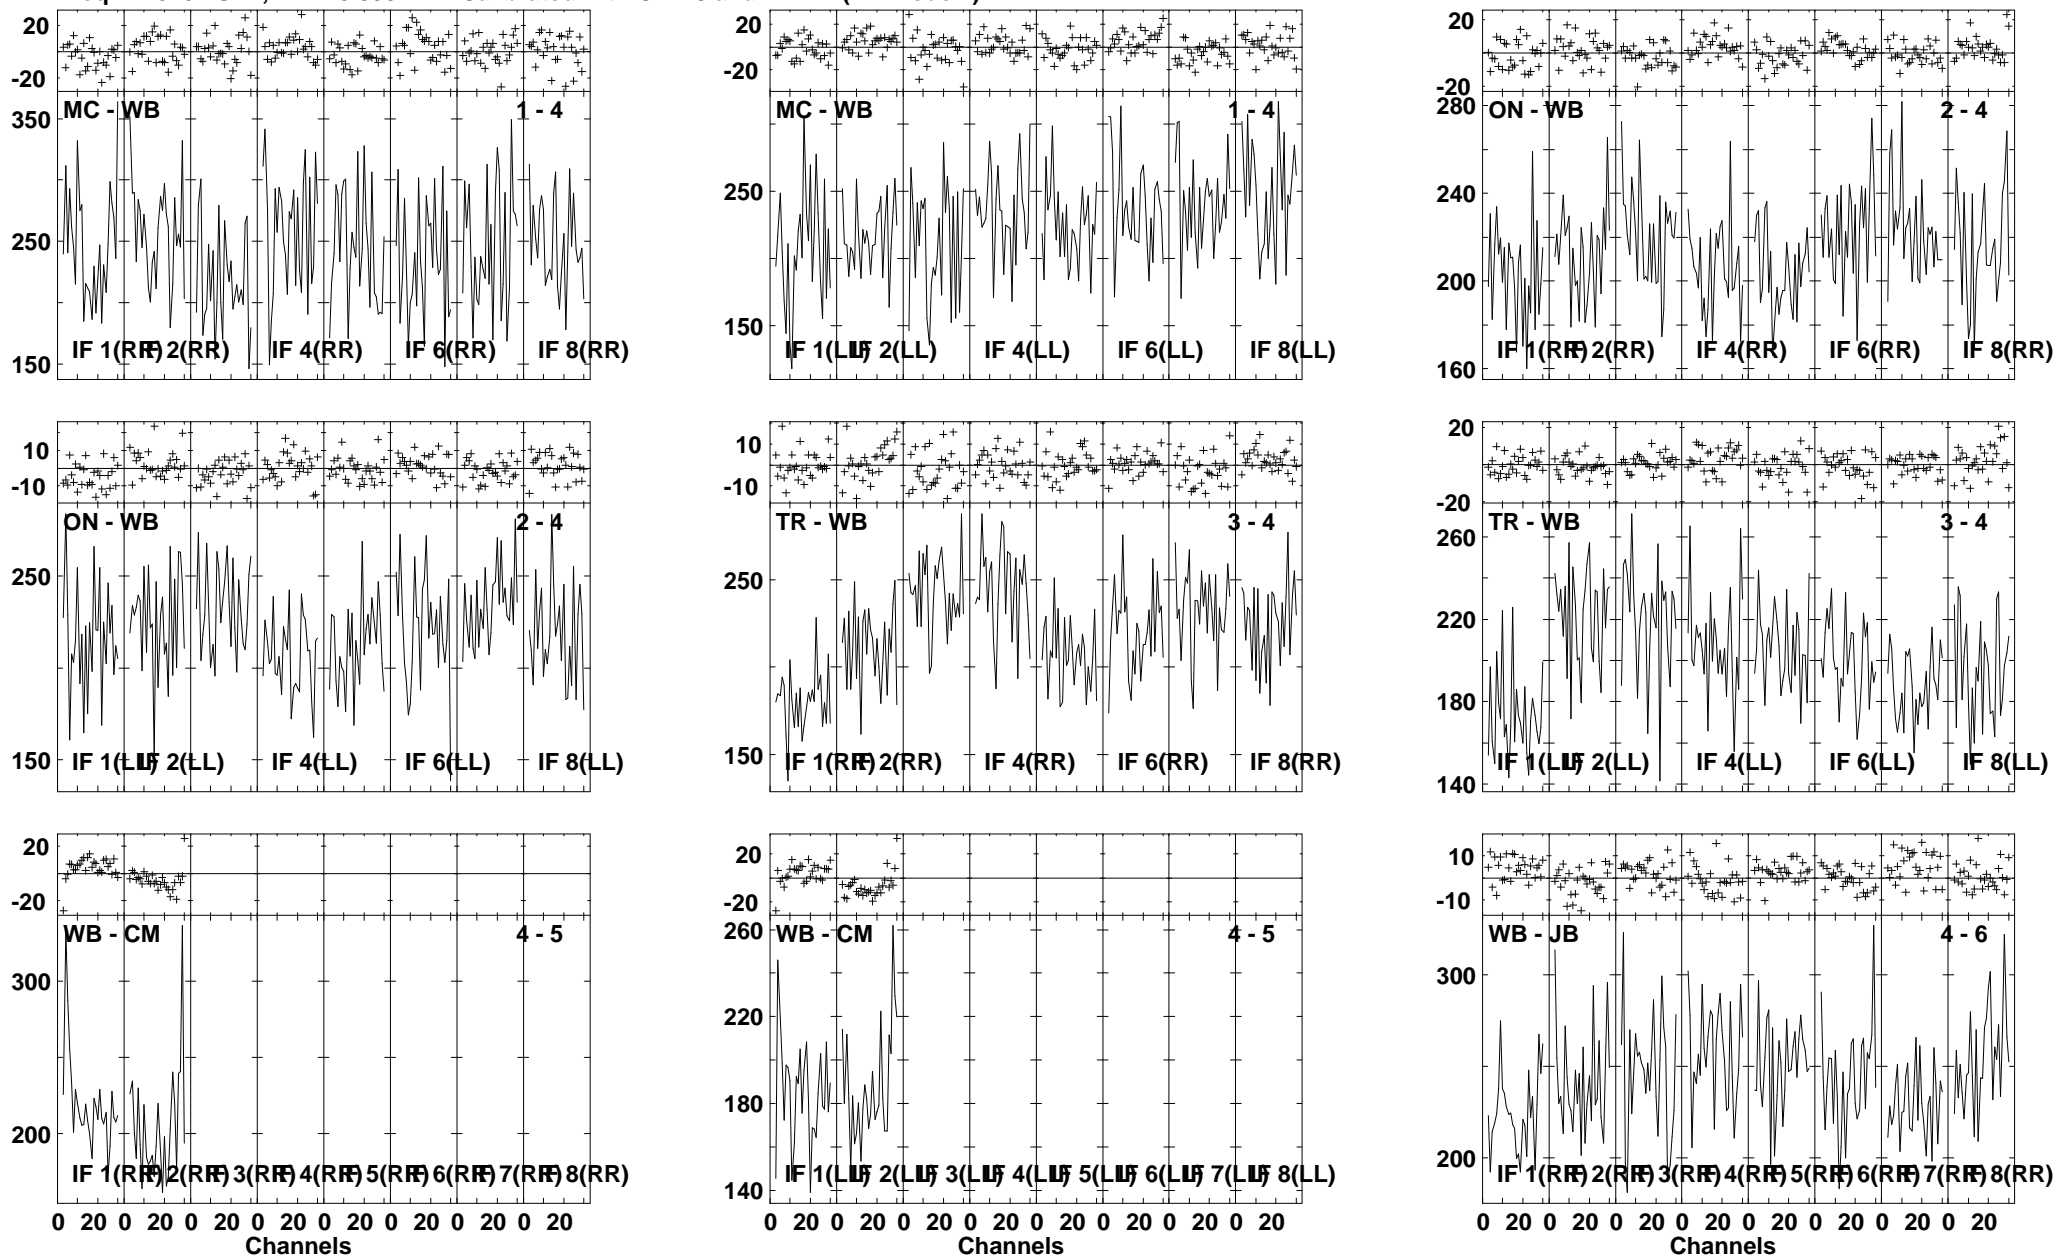 20 20 20
-20 -20 -20
MC - WB 1 - 4 MC - WB 1 - 4 ON - WB 2 - 4
350 280
250 250 240
200
150 150 160
IF 1(RR) IF 2(RR) IF 4(RR) IF 6(RR) IF 8(RR) IF 1(LL) IF 2(LL) IF 4(LL) IF 6(LL) IF 8(LL) IF 1(RR) IF 2(RR) IF 4(RR) IF 6(RR) IF 8(RR)
10 10 20
-10 -10 -20
ON - WB 2 - 4 TR - WB 3 - 4 TR - WB 3 - 4
250 250 260
220
180
150 150 140
IF 1(LL) IF 2(LL) IF 4(LL) IF 6(LL) IF 8(LL) IF 1(RR) IF 2(RR) IF 4(RR) IF 6(RR) IF 8(RR) IF 1(LL) IF 2(LL) IF 4(LL) IF 6(LL) IF 8(LL)
20 20 10
-20 -20 -10
WB - CM 4 - 5 WB - CM 4 - 5 WB - JB 4 - 6
300 260 300
220
200 180 200
140
IF 1(RR) IF 2(RR) IF 3(RR) IF 4(RR) IF 5(RR) IF 6(RR) IF 7(RR) IF 8(RR) IF 1(LL) IF 2(LL) IF 3(LL) IF 4(LL) IF 5(LL) IF 6(LL) IF 7(LL) IF 8(LL) IF 1(RR) IF 2(RR) IF 3(RR) IF 4(RR) IF 5(RR) IF 6(RR) IF 7(RR) IF 8(RR)
0 20 0 20 0 20 0 20 0 20 0 20 0 20 0 20 0 20 0 20 0 20 0 20 0 20 0 20 0 20 0 20 0 20 0 20 0 20 0 20 0 20 0 20 0 20 0 20
Channels Channels Channels